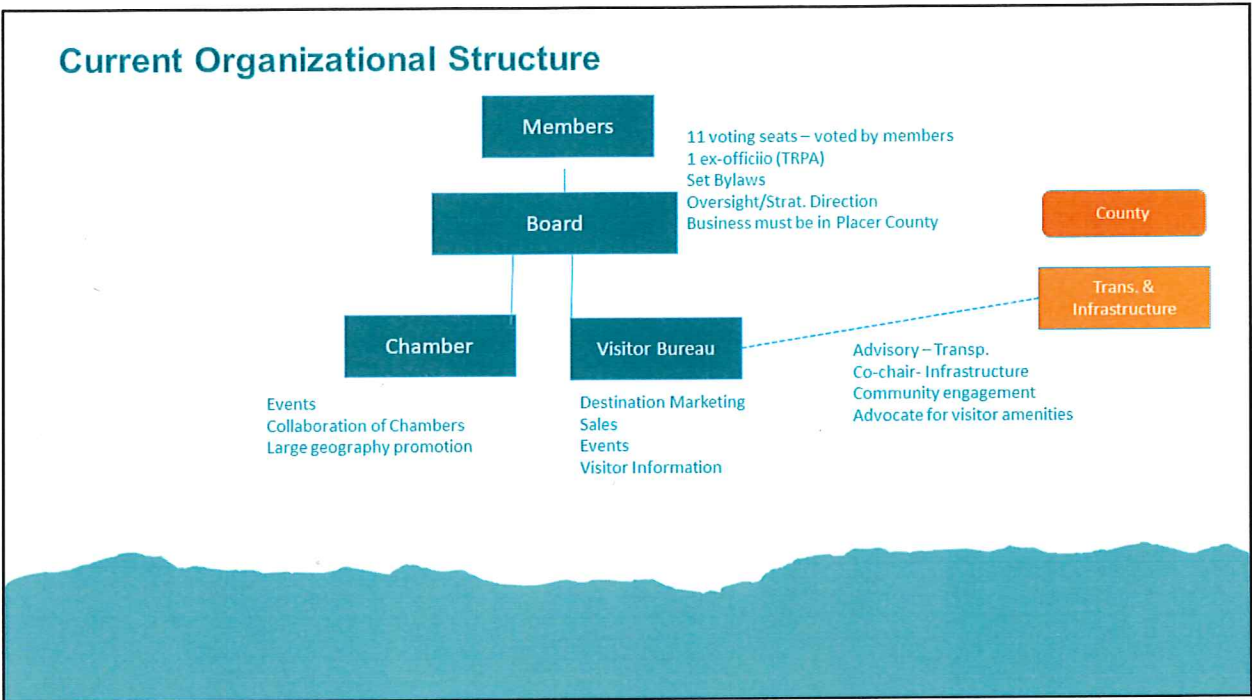 Current Organizational Structure
Members
11 voting seats – voted by members
1 ex-officiio (TRPA)
Set Bylaws
Oversight/Strat. Direction
Business must be in Placer County
Board
County
Trans. &
Infrastructure
Chamber
Visitor Bureau
Advisory – Transp.
Co-chair- Infrastructure
Community engagement
Advocate for visitor amenities
Events
Collaboration of Chambers
Large geography promotion
Destination Marketing
Sales
Events
Visitor Information